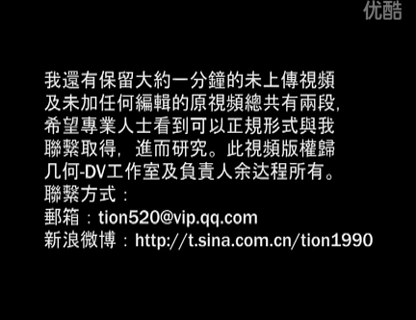 优酷
我還有保留大約一分鐘的未上傳視頻
及未加任何編輯的原視頻總共有兩段,
希望專業人士看到可以正規形式與我
聯繫取得，進而研究。此視頻版權歸
几何-DV工作室及負責人余达程所有。
聯繫方式：
郵箱：tion520@vip.qq.com
新浪微博：http://t.sina.com.cn/tion1990